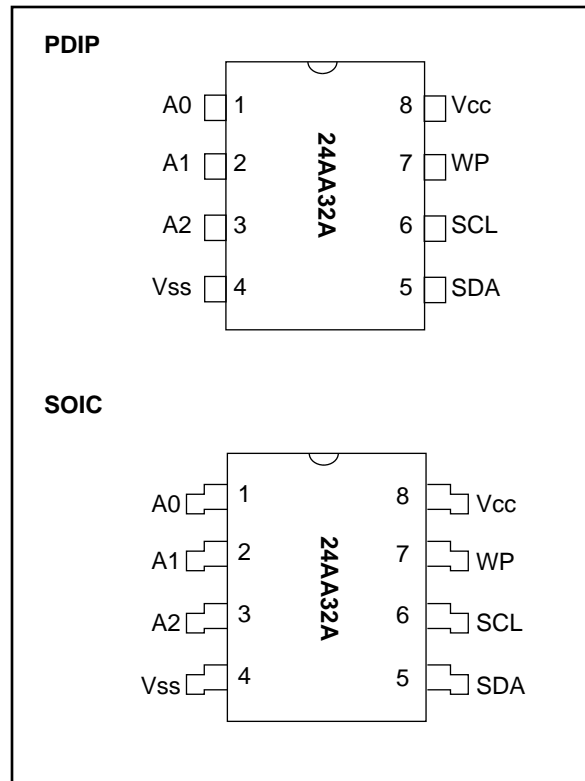 PDIP
A0 1 8 Vcc
A1 2 7 WP
A2 3 6 SCL
Vss 4 5 SDA
24AA32A
SOIC
A0 1 8 Vcc
A1 2 7 WP
A2 3 6 SCL
Vss 4 5 SDA
24AA32A